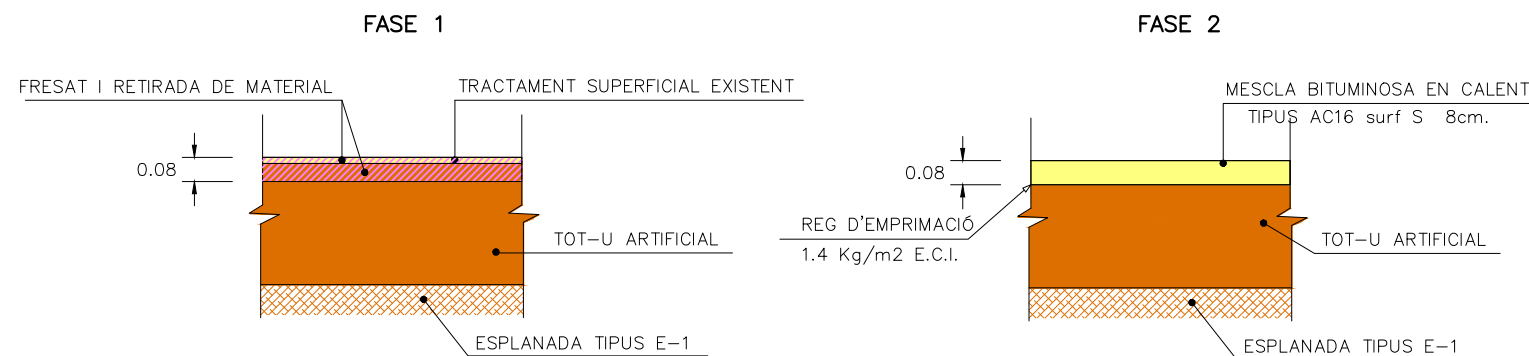 FASE 1
FRESAT I RETIRADA DE MATERIAL
TRACTAMENT SUPERFICIAL EXISTENT
0.08
TOT-U ARTIFICIAL
ESPLANADA TIPUS E-1
FASE 2
MESCLA BITUMINOSA EN CALENT
TIPUS AC16 surf S 8cm.
0.08
REG D'EMPRIMACIÓ
1.4 Kg/m2 E.C.I.
TOT-U ARTIFICIAL
ESPLANADA TIPUS E-1